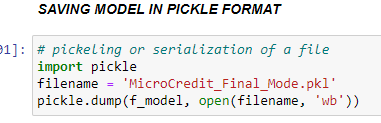 SAVING MODEL IN PICKLE FORMAT
01]: # pickeling or serialization of a file
import pickle
filename = 'MicroCredit_Final_Mode.pkl'
pickle.dump(f_model, open(filename, 'wb'))